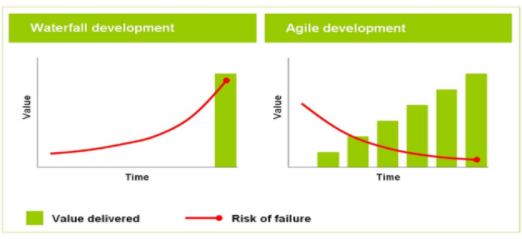 Waterfall development
Agile development
Value
Time
Value
Time
Value delivered
Risk of failure